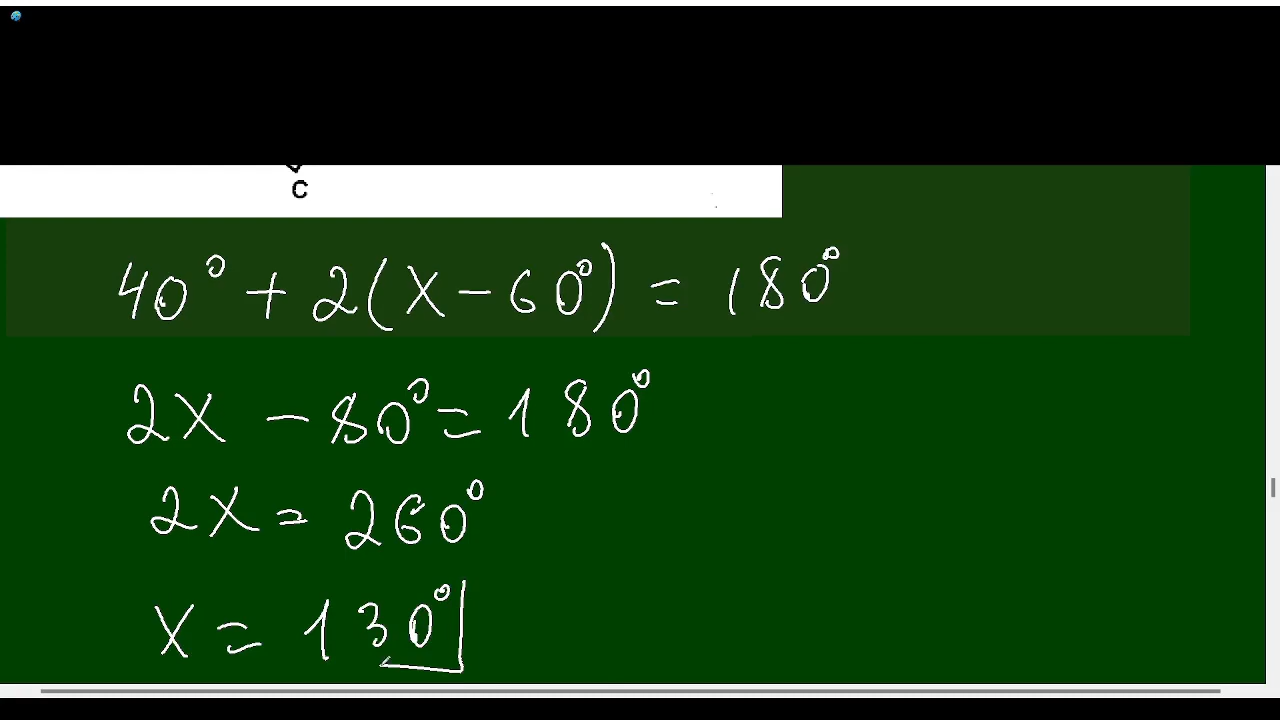 C
40° + 2(x - 60°) = 180°
2x - 80° = 180°
2x = 260°
x = 130°